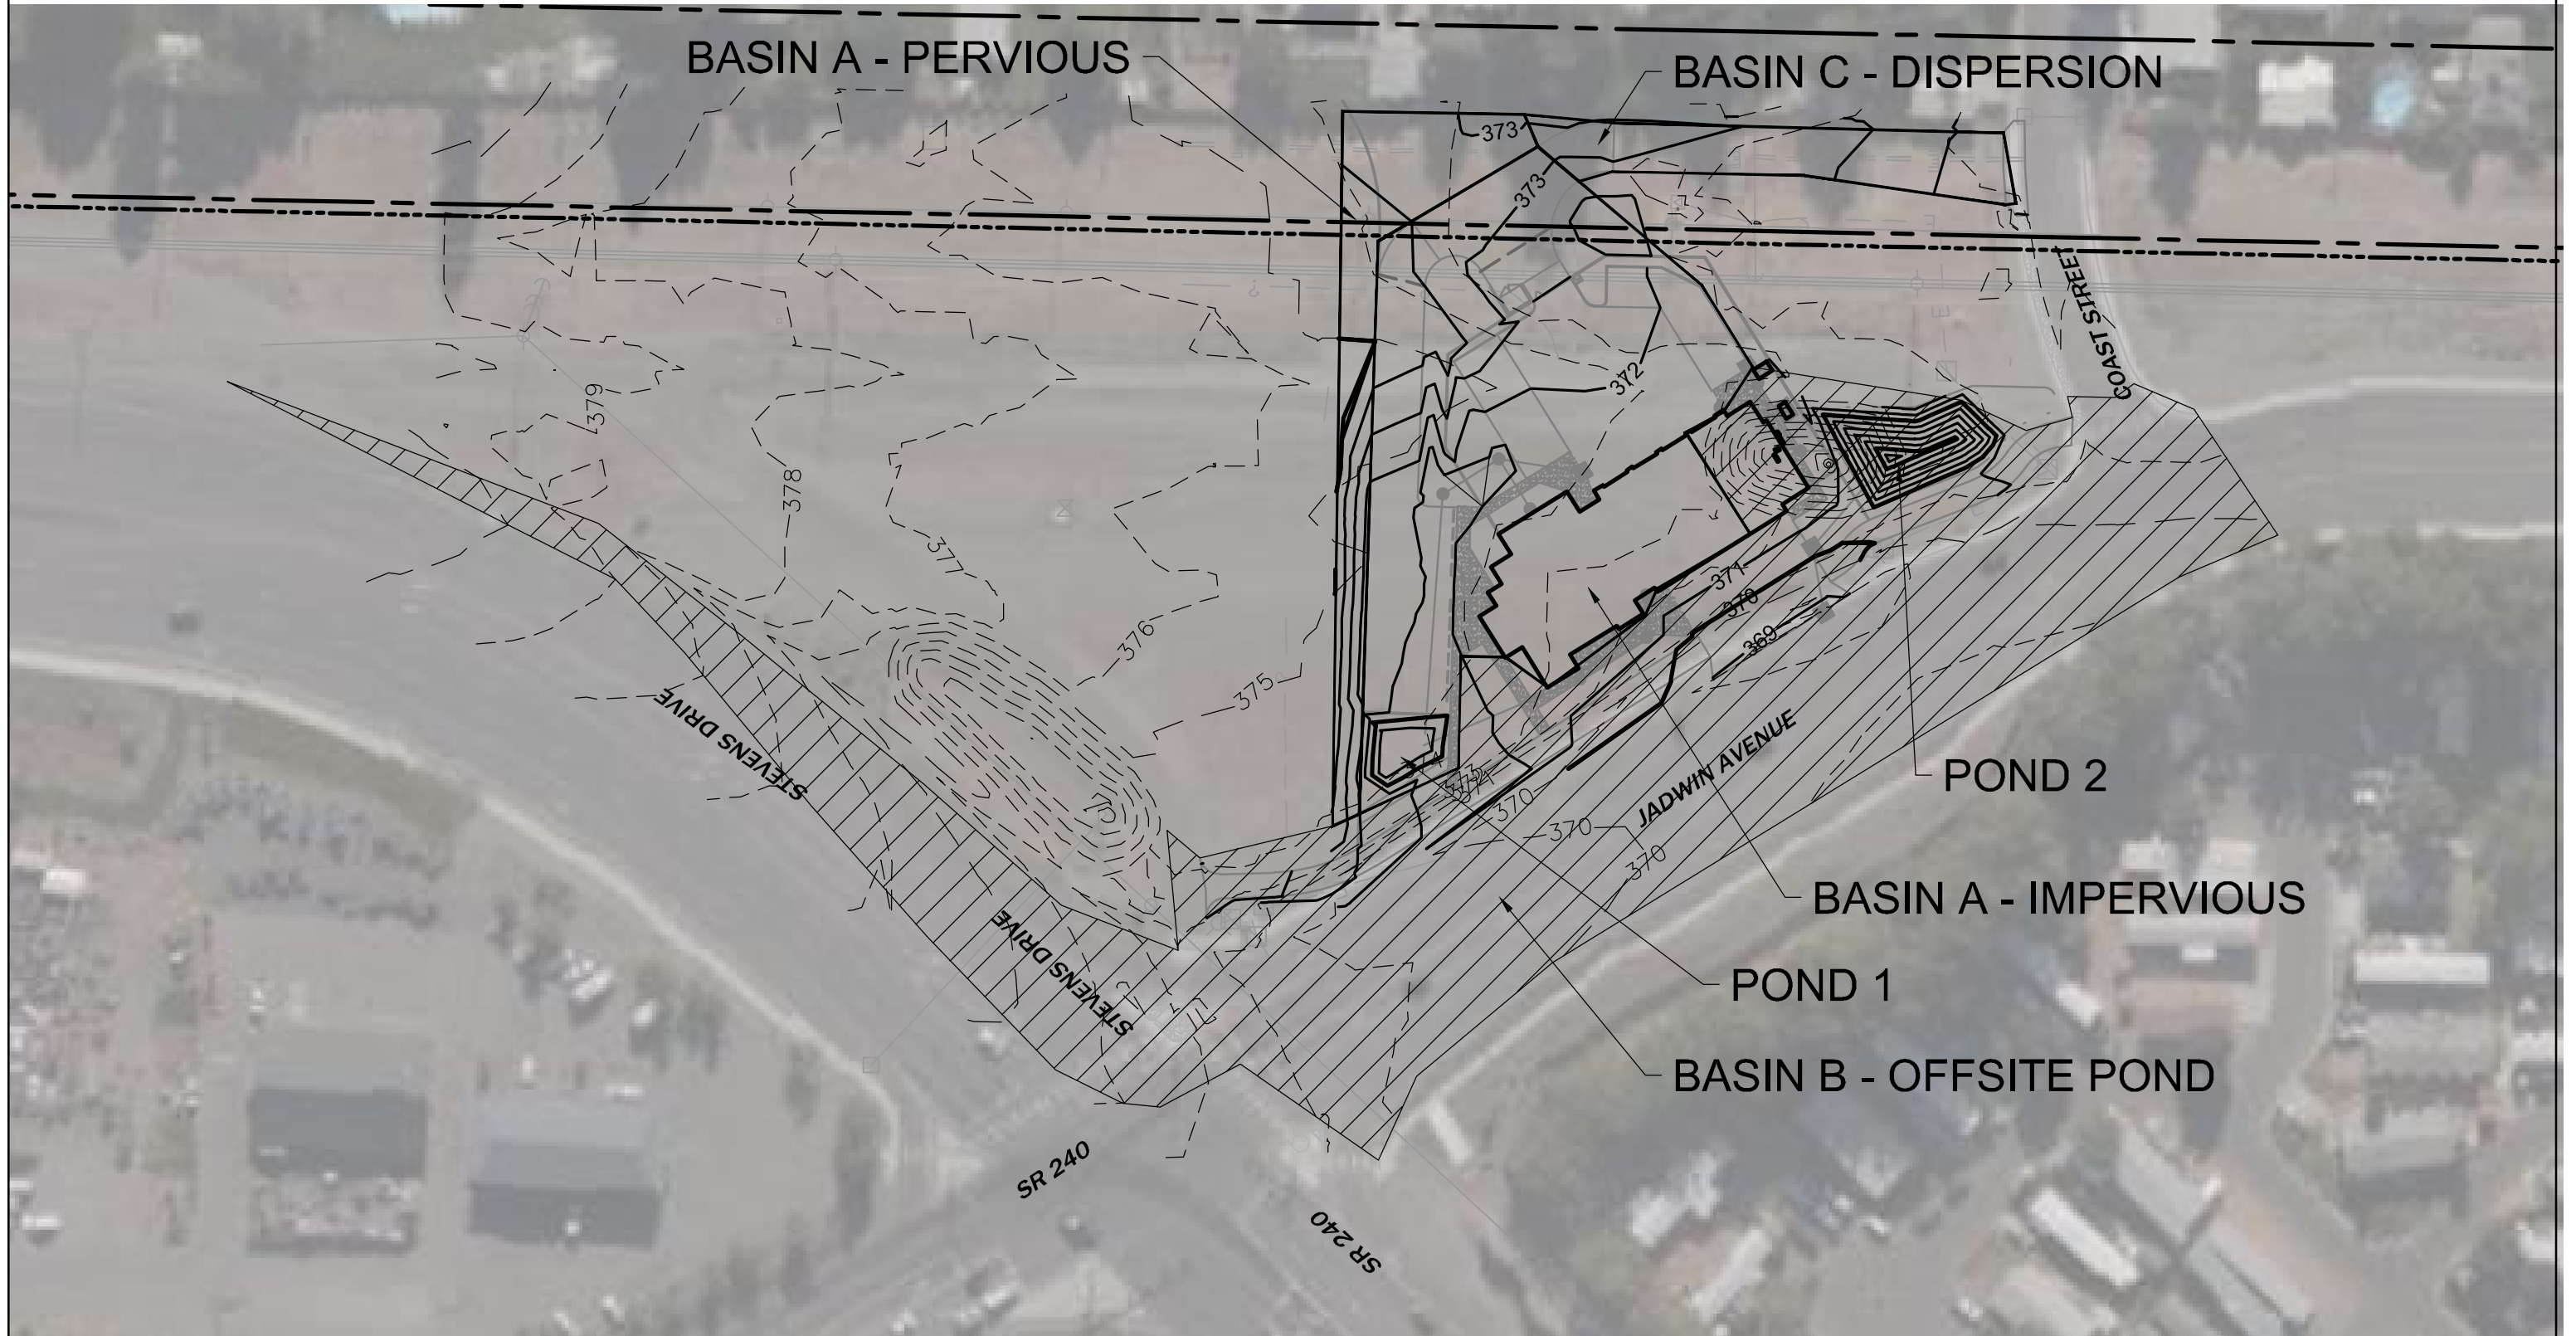 BASIN A - PERVIOUS
BASIN C - DISPERSION
373
373
COAST STREET
372
379
378
377
376
375
371
370
369
STEVENS DRIVE
JADWIN AVENUE
POND 2
370
370
370
BASIN A - IMPERVIOUS
STEVENS DRIVE
POND 1
BASIN B - OFFSITE POND
SR 240
SR 240